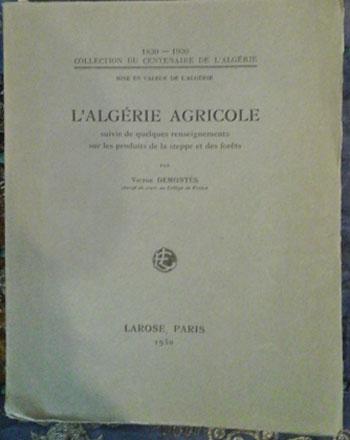 1830 — 1930
COLLECTION DU CENTENAIRE DE L'ALGÉRIE
MISE EN VALEUR DE L'ALGÉRIE
L'ALGÉRIE AGRICOLE
suivie de quelques renseignements
sur les produits de la steppe et des forêts
PAR
VICTOR DEMONTÈS
chargé de cours au Collège de France
LAROSE, PARIS
1930